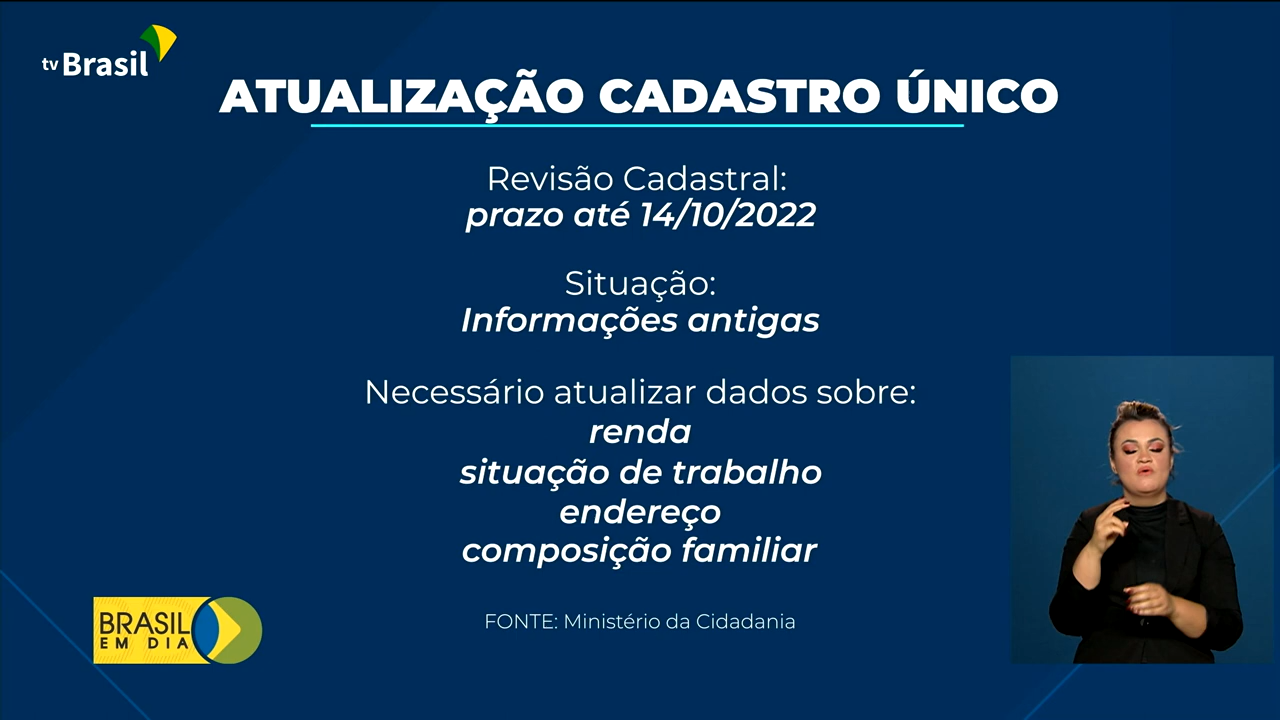 tv Brasil
ATUALIZAÇÃO CADASTRO ÚNICO
Revisão Cadastral:
prazo até 14/10/2022
Situação:
Informações antigas
Necessário atualizar dados sobre:
renda
situação de trabalho
endereço
composição familiar
FONTE: Ministério da Cidadania
BRASIL
EM DIA